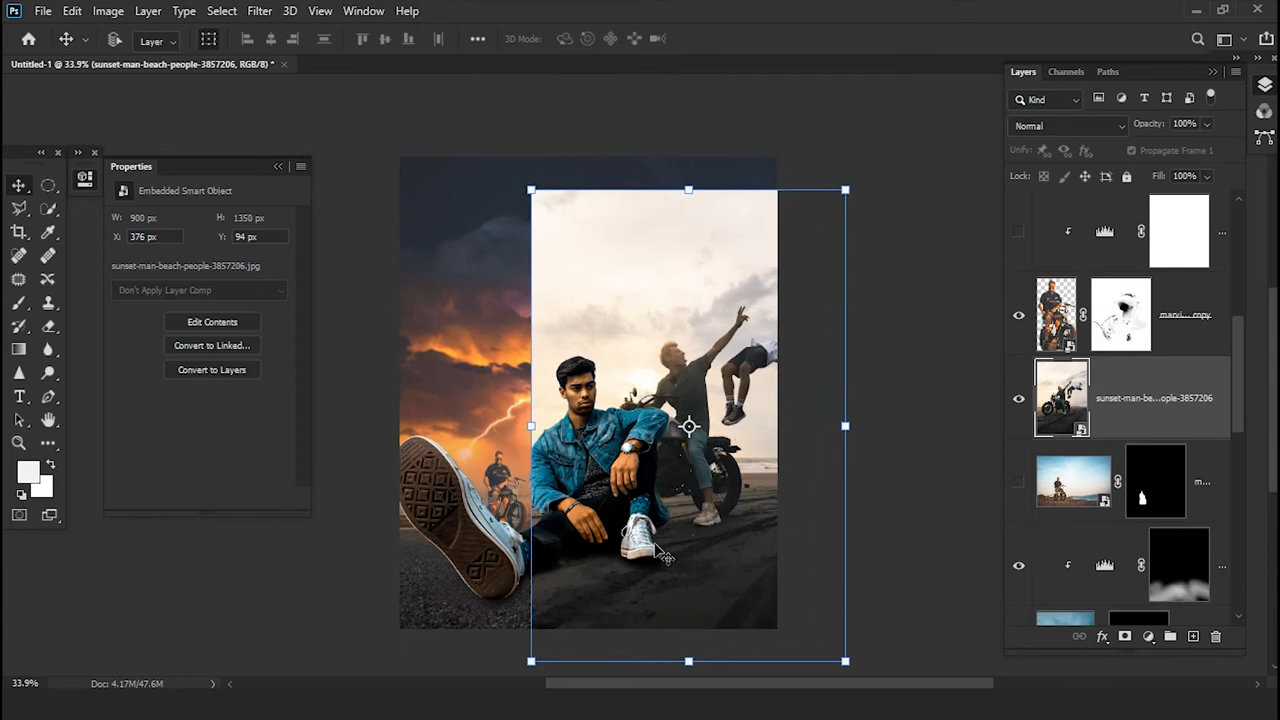 Ps File Edit Image Layer Type Select Filter 3D View Window Help
Layer 3D Mode:
Untitled-1 @ 33.9% (sunset-man-beach-people-3857206, RGB/8) *
Properties
Embedded Smart Object
W: 900 px H: 1350 px
X: 376 px Y: 94 px
sunset-man-beach-people-3857206.jpg
Don't Apply Layer Comp
Edit Contents
Convert to Linked...
Convert to Layers
Layers Channels Paths
Kind
Normal Opacity: 100%
Unify: Propagate Frame 1
Lock: Fill: 100%
...
marvi... copy
sunset-man-be...ople-3857206
m...
...
fx
33.9% Doc: 4.17M/47.6M